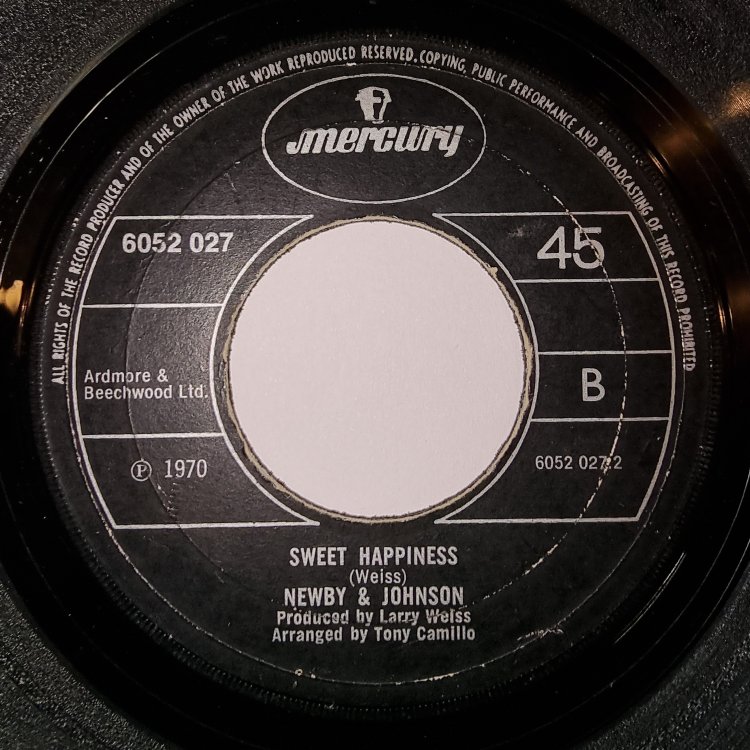 ALL RIGHTS OF THE RECORD PRODUCER AND OF THE OWNER OF THE WORK REPRODUCED RESERVED. COPYING, PUBLIC PERFORMANCE AND BROADCASTING OF THIS RECORD PROHIBITED
mercury
6052 027
45
Ardmore &
Beechwood Ltd.
B
℗ 1970
6052 027.2
SWEET HAPPINESS
(Weiss)
NEWBY & JOHNSON
Produced by Larry Weiss
Arranged by Tony Camillo